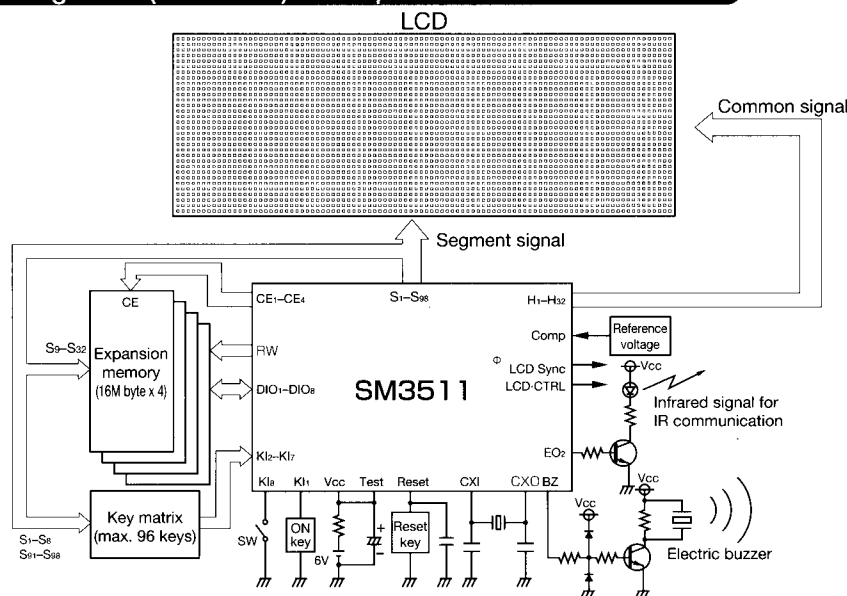 LCD
Common signal
Segment signal
CE
CE1–CE4
S1–S98
H1–H32
S9–S32
Expansion
memory
(16M byte x 4)
RW
DIO1–DIO8
SM3511
Comp
Reference
voltage
Φ
LCD Sync
LCD·CTRL
Vcc
Infrared signal for
IR communication
KI2–KI7
EO2
KI8
KI1
Vcc
Test
Reset
CXI
CXO
BZ
Vcc
Vcc
Key matrix
(max. 96 keys)
S1–S8
S91–S98
SW
ON
key
6V
+
–
Reset
key
Electric buzzer